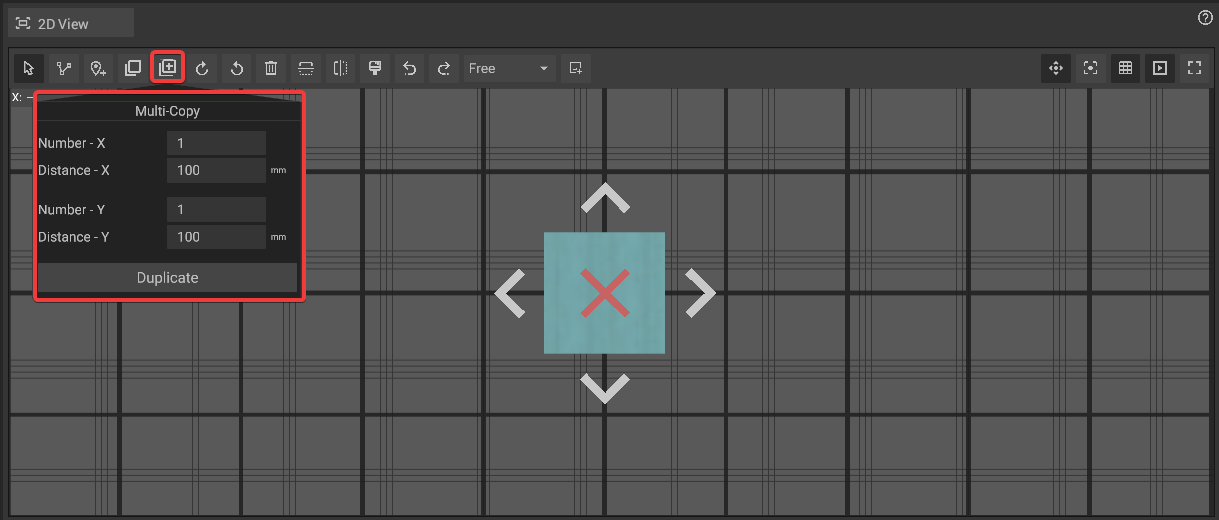 2D View
Free
X: –
Multi-Copy
Number - X 1
Distance - X 100 mm
Number - Y 1
Distance - Y 100 mm
Duplicate